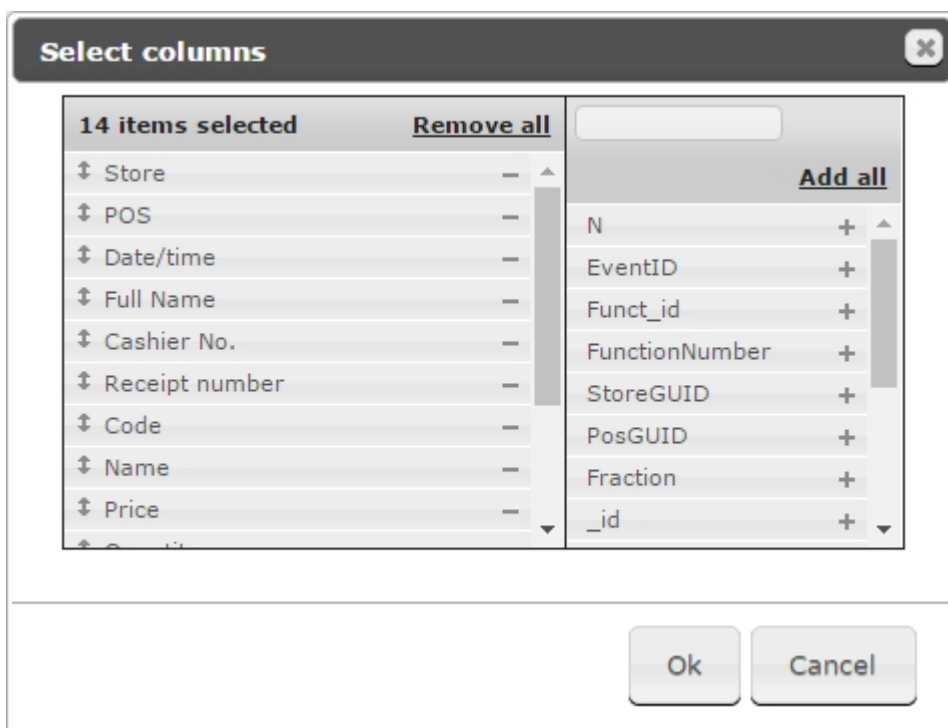 Select columns
14 items selected Remove all
Store
POS
Date/time
Full Name
Cashier No.
Receipt number
Code
Name
Price
Add all
N
EventID
Funct_id
FunctionNumber
StoreGUID
PosGUID
Fraction
_id
Ok Cancel